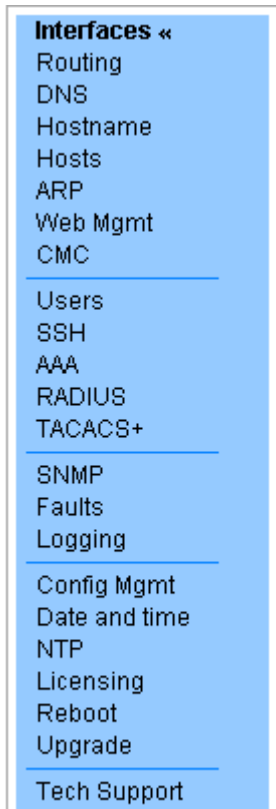 Interfaces «
Routing
DNS
Hostname
Hosts
ARP
Web Mgmt
CMC
Users
SSH
AAA
RADIUS
TACACS+
SNMP
Faults
Logging
Config Mgmt
Date and time
NTP
Licensing
Reboot
Upgrade
Tech Support